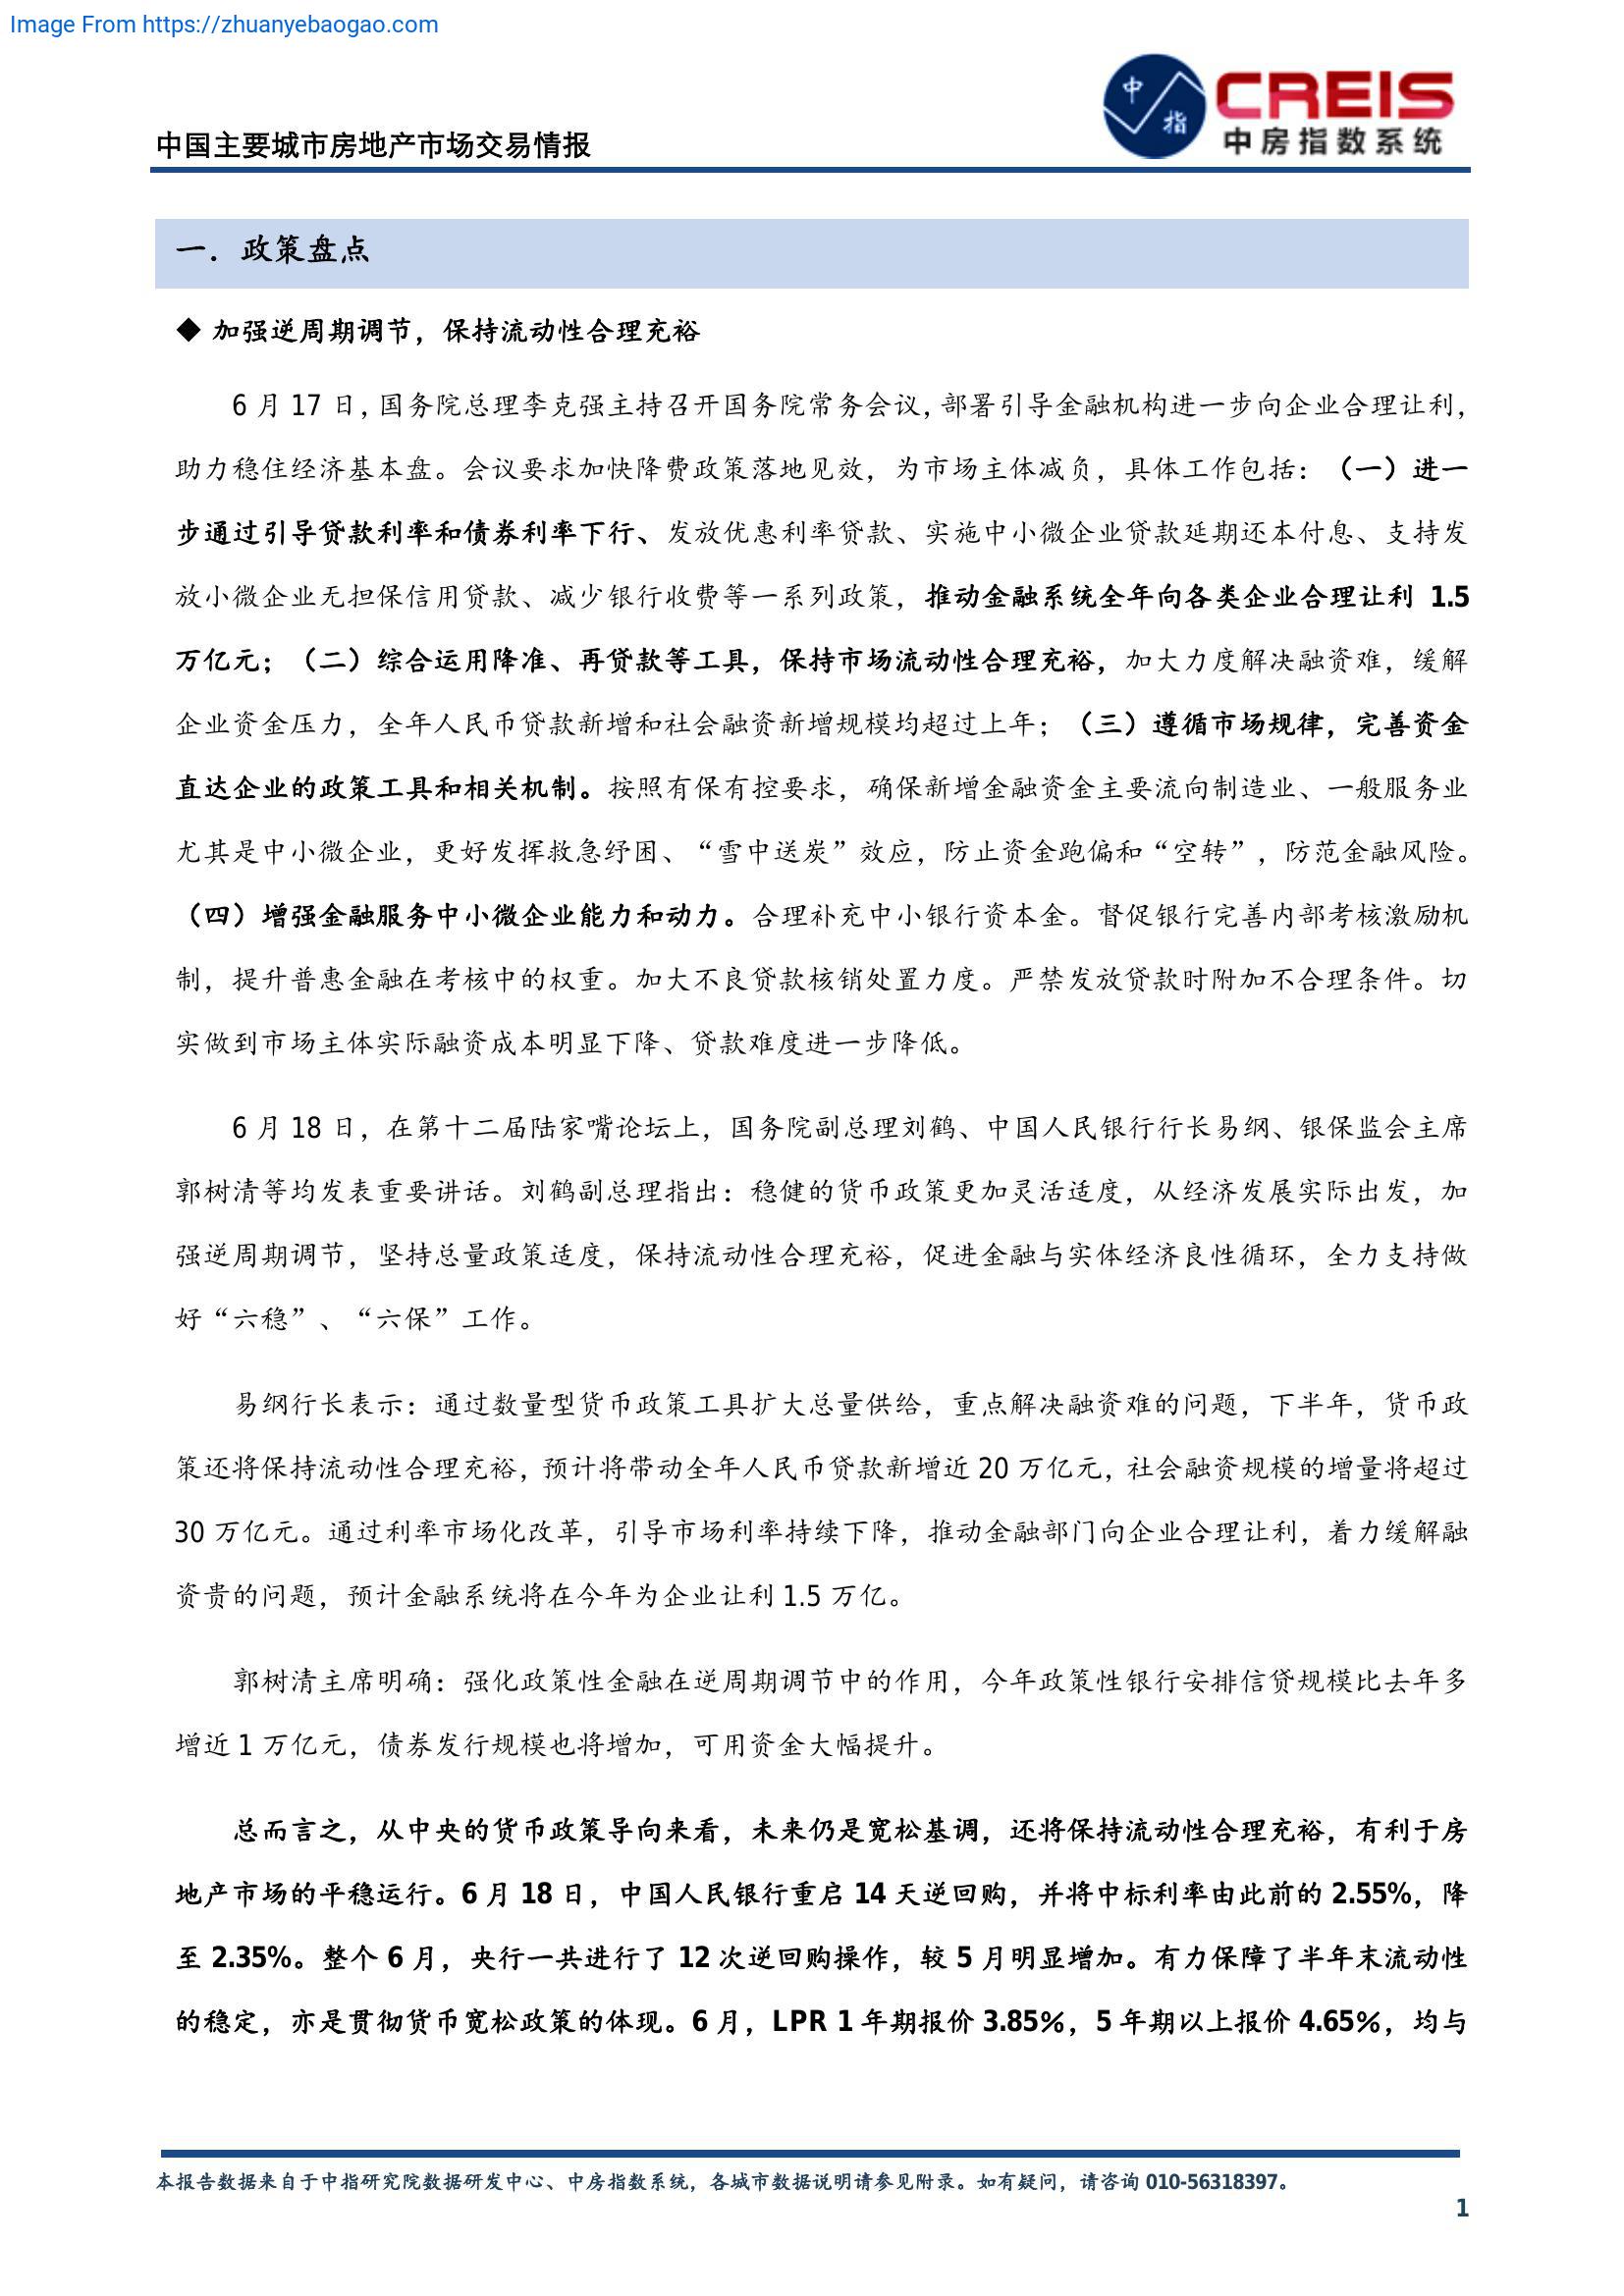 Image From https://zhuanyebaogao.com
中 指
CREIS
中房指数系统
中国主要城市房地产市场交易情报
一．政策盘点
◆ 加强逆周期调节，保持流动性合理充裕
6 月 17 日，国务院总理李克强主持召开国务院常务会议，部署引导金融机构进一步向企业合理让利，
助力稳住经济基本盘。会议要求加快降费政策落地见效，为市场主体减负，具体工作包括：（一）进一
步通过引导贷款利率和债券利率下行、发放优惠利率贷款、实施中小微企业贷款延期还本付息、支持发
放小微企业无担保信用贷款、减少银行收费等一系列政策，推动金融系统全年向各类企业合理让利 1.5
万亿元；（二）综合运用降准、再贷款等工具，保持市场流动性合理充裕，加大力度解决融资难，缓解
企业资金压力，全年人民币贷款新增和社会融资新增规模均超过上年；（三）遵循市场规律，完善资金
直达企业的政策工具和相关机制。按照有保有控要求，确保新增金融资金主要流向制造业、一般服务业
尤其是中小微企业，更好发挥救急纾困、“雪中送炭”效应，防止资金跑偏和“空转”，防范金融风险。
（四）增强金融服务中小微企业能力和动力。合理补充中小银行资本金。督促银行完善内部考核激励机
制，提升普惠金融在考核中的权重。加大不良贷款核销处置力度。严禁发放贷款时附加不合理条件。切
实做到市场主体实际融资成本明显下降、贷款难度进一步降低。
6 月 18 日，在第十二届陆家嘴论坛上，国务院副总理刘鹤、中国人民银行行长易纲、银保监会主席
郭树清等均发表重要讲话。刘鹤副总理指出：稳健的货币政策更加灵活适度，从经济发展实际出发，加
强逆周期调节，坚持总量政策适度，保持流动性合理充裕，促进金融与实体经济良性循环，全力支持做
好“六稳”、“六保”工作。
易纲行长表示：通过数量型货币政策工具扩大总量供给，重点解决融资难的问题，下半年，货币政
策还将保持流动性合理充裕，预计将带动全年人民币贷款新增近 20 万亿元，社会融资规模的增量将超过
30 万亿元。通过利率市场化改革，引导市场利率持续下降，推动金融部门向企业合理让利，着力缓解融
资贵的问题，预计金融系统将在今年为企业让利 1.5 万亿。
郭树清主席明确：强化政策性金融在逆周期调节中的作用，今年政策性银行安排信贷规模比去年多
增近 1 万亿元，债券发行规模也将增加，可用资金大幅提升。
总而言之，从中央的货币政策导向来看，未来仍是宽松基调，还将保持流动性合理充裕，有利于房
地产市场的平稳运行。6 月 18 日，中国人民银行重启 14 天逆回购，并将中标利率由此前的 2.55%，降
至 2.35%。整个 6 月，央行一共进行了 12 次逆回购操作，较 5 月明显增加。有力保障了半年末流动性
的稳定，亦是贯彻货币宽松政策的体现。6 月，LPR 1 年期报价 3.85%，5 年期以上报价 4.65%，均与
本报告数据来自于中指研究院数据研发中心、中房指数系统，各城市数据说明请参见附录。如有疑问，请咨询 010-56318397。
1